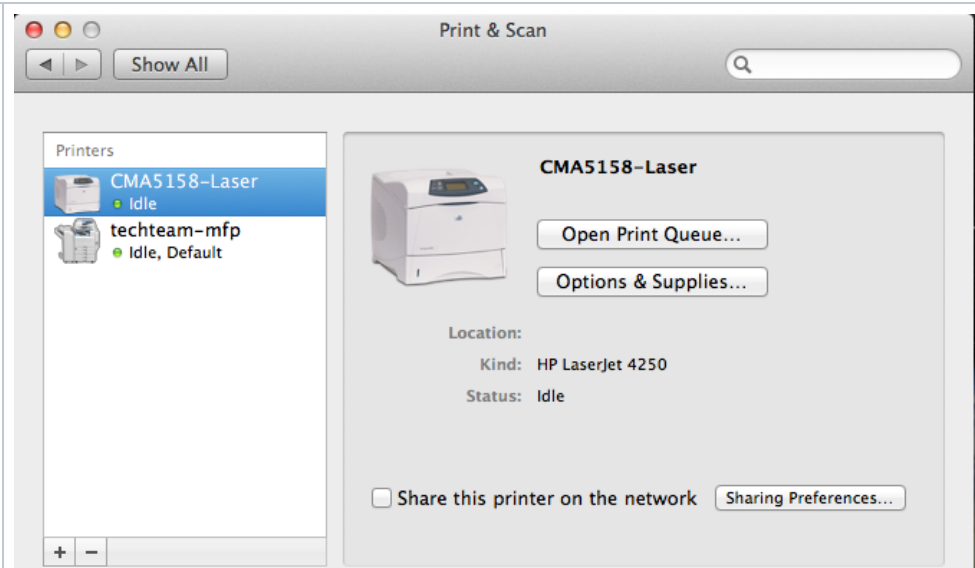 Print & Scan
Show All
Printers
CMA5158-Laser
Idle
techteam-mfp
Idle, Default
CMA5158-Laser
Open Print Queue...
Options & Supplies...
Location:
Kind: HP LaserJet 4250
Status: Idle
Share this printer on the network Sharing Preferences...
+ −